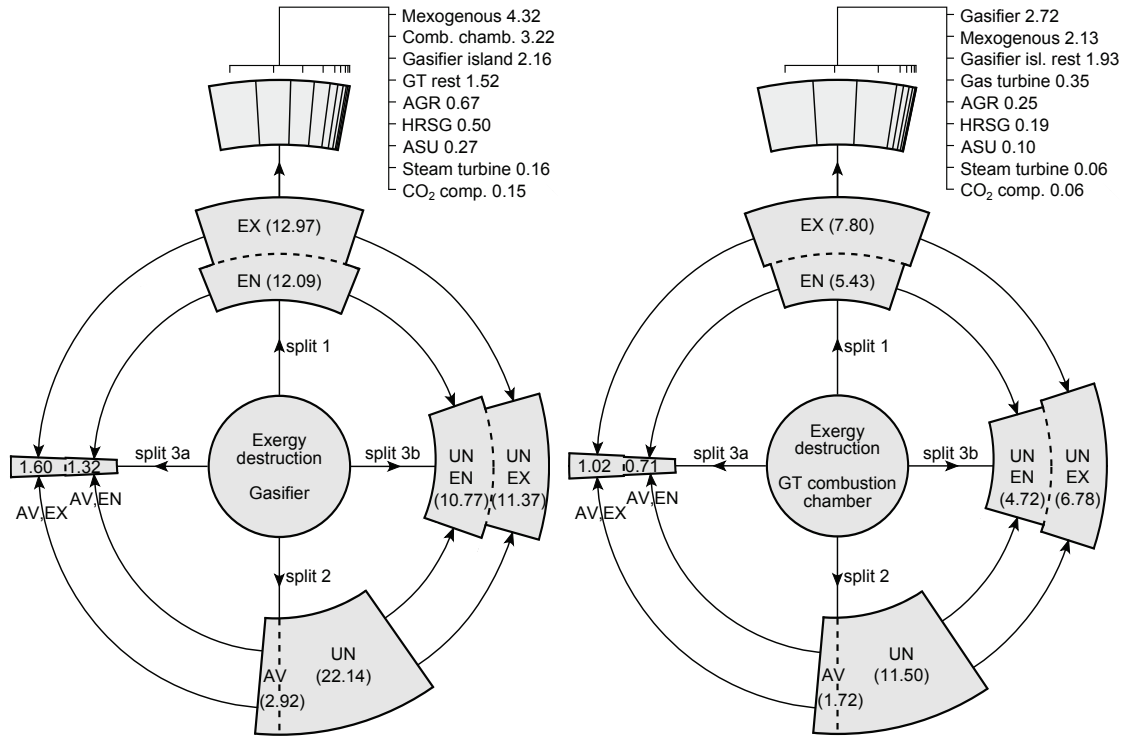 Mexogenous 4.32
Comb. chamb. 3.22
Gasifier island 2.16
GT rest 1.52
AGR 0.67
HRSG 0.50
ASU 0.27
Steam turbine 0.16
CO₂ comp. 0.15
EX (12.97)
EN (12.09)
split 1
Exergy
destruction
Gasifier
split 3a
split 3b
1.60
1.32
AV,EX
AV,EN
UN
EN
(10.77)
UN
EX
(11.37)
split 2
AV
(2.92)
UN
(22.14)
Gasifier 2.72
Mexogenous 2.13
Gasifier isl. rest 1.93
Gas turbine 0.35
AGR 0.25
HRSG 0.19
ASU 0.10
Steam turbine 0.06
CO₂ comp. 0.06
EX (7.80)
EN (5.43)
split 1
Exergy
destruction
GT combustion
chamber
split 3a
split 3b
1.02
0.71
AV,EX
AV,EN
UN
EN
(4.72)
UN
EX
(6.78)
split 2
AV
(1.72)
UN
(11.50)